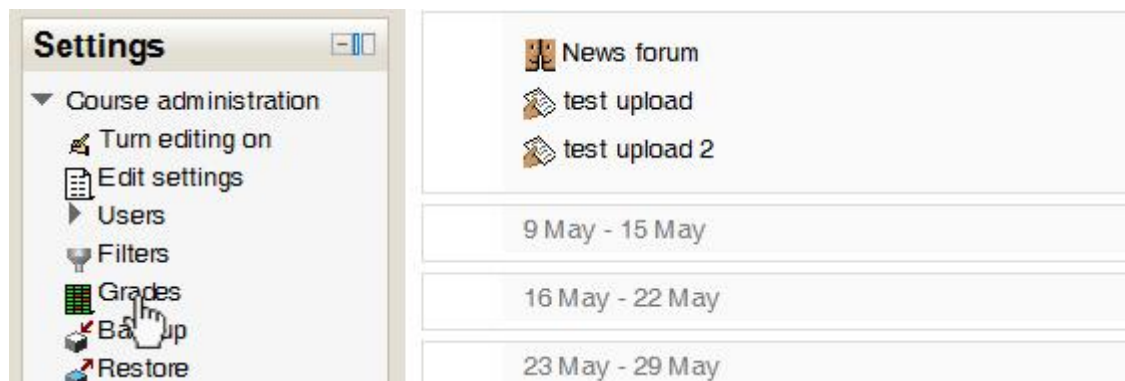 Settings
Course administration
Turn editing on
Edit settings
Users
Filters
Grades
Restore
News forum
test upload
test upload 2
9 May - 15 May
16 May - 22 May
23 May - 29 May